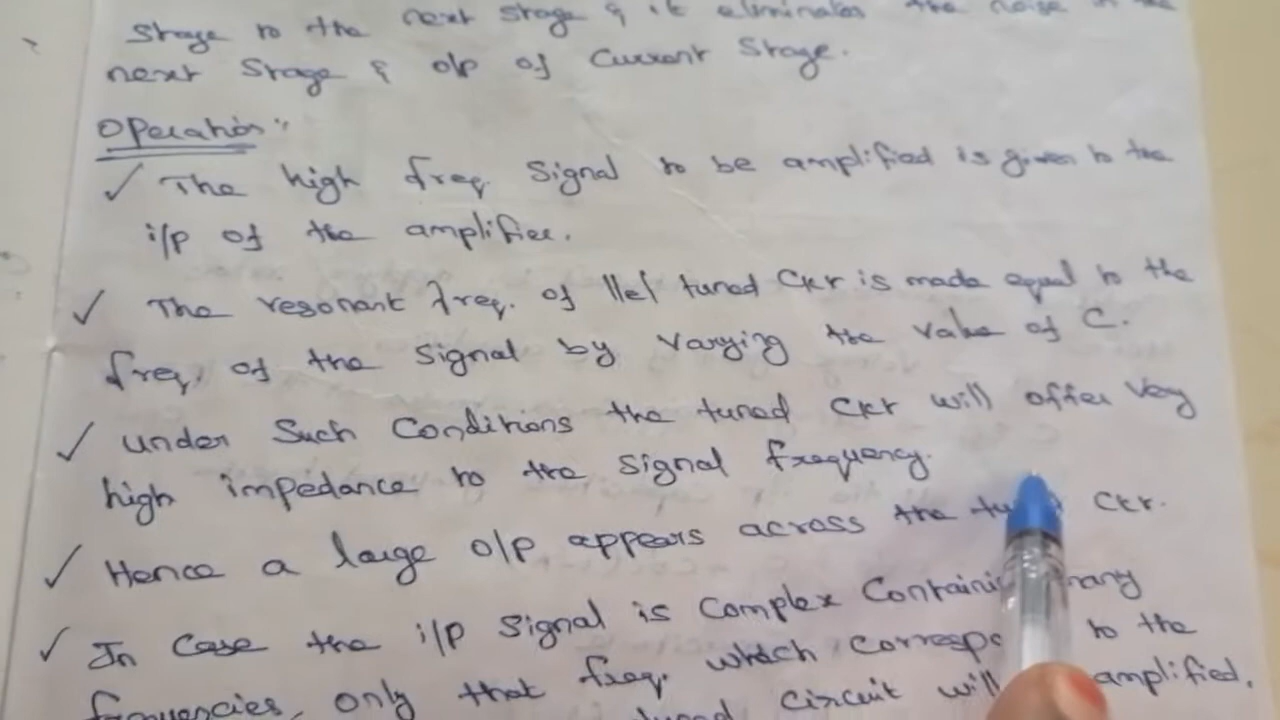 Stage to the next stage & it eliminates the noise in the
next Stage & o/p of Current Stage.
Operation:
✓ The high freq. Signal to be amplified is given to the
i/p of the amplifier.
✓ The resonant freq. of llel tuned Ckt is made equal to the
freq. of the Signal by Varying the Value of C.
✓ under Such Conditions the tuned Ckt will offer Very
high impedance to the Signal frequency.
✓ Hence a large o/p appears across the Ckt.
✓ In Case the i/p Signal is Complex many
frequencies, only that freq. which to the
tuned Circuit will amplified.